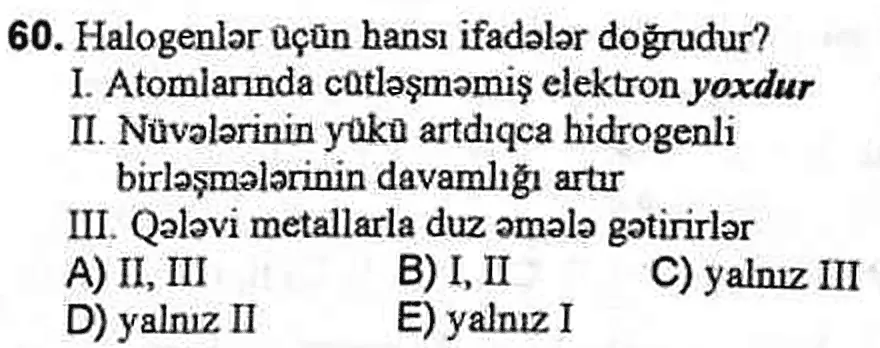 60. Halogenlər üçün hansı ifadələr doğrudur?
I. Atomlarında cütləşməmiş elektron yoxdur
II. Nüvələrinin yükü artdıqca hidrogenli
birləşmələrinin davamlığı artır
III. Qələvi metallarla duz əmələ gətirirlər
A) II, III B) I, II C) yalnız III
D) yalnız II E) yalnız I